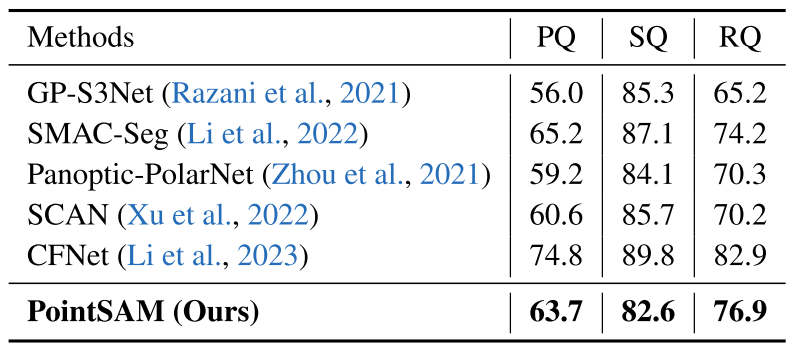 Methods PQ SQ RQ
GP-S3Net (Razani et al., 2021) 56.0 85.3 65.2
SMAC-Seg (Li et al., 2022) 65.2 87.1 74.2
Panoptic-PolarNet (Zhou et al., 2021) 59.2 84.1 70.3
SCAN (Xu et al., 2022) 60.6 85.7 70.2
CFNet (Li et al., 2023) 74.8 89.8 82.9
PointSAM (Ours) 63.7 82.6 76.9